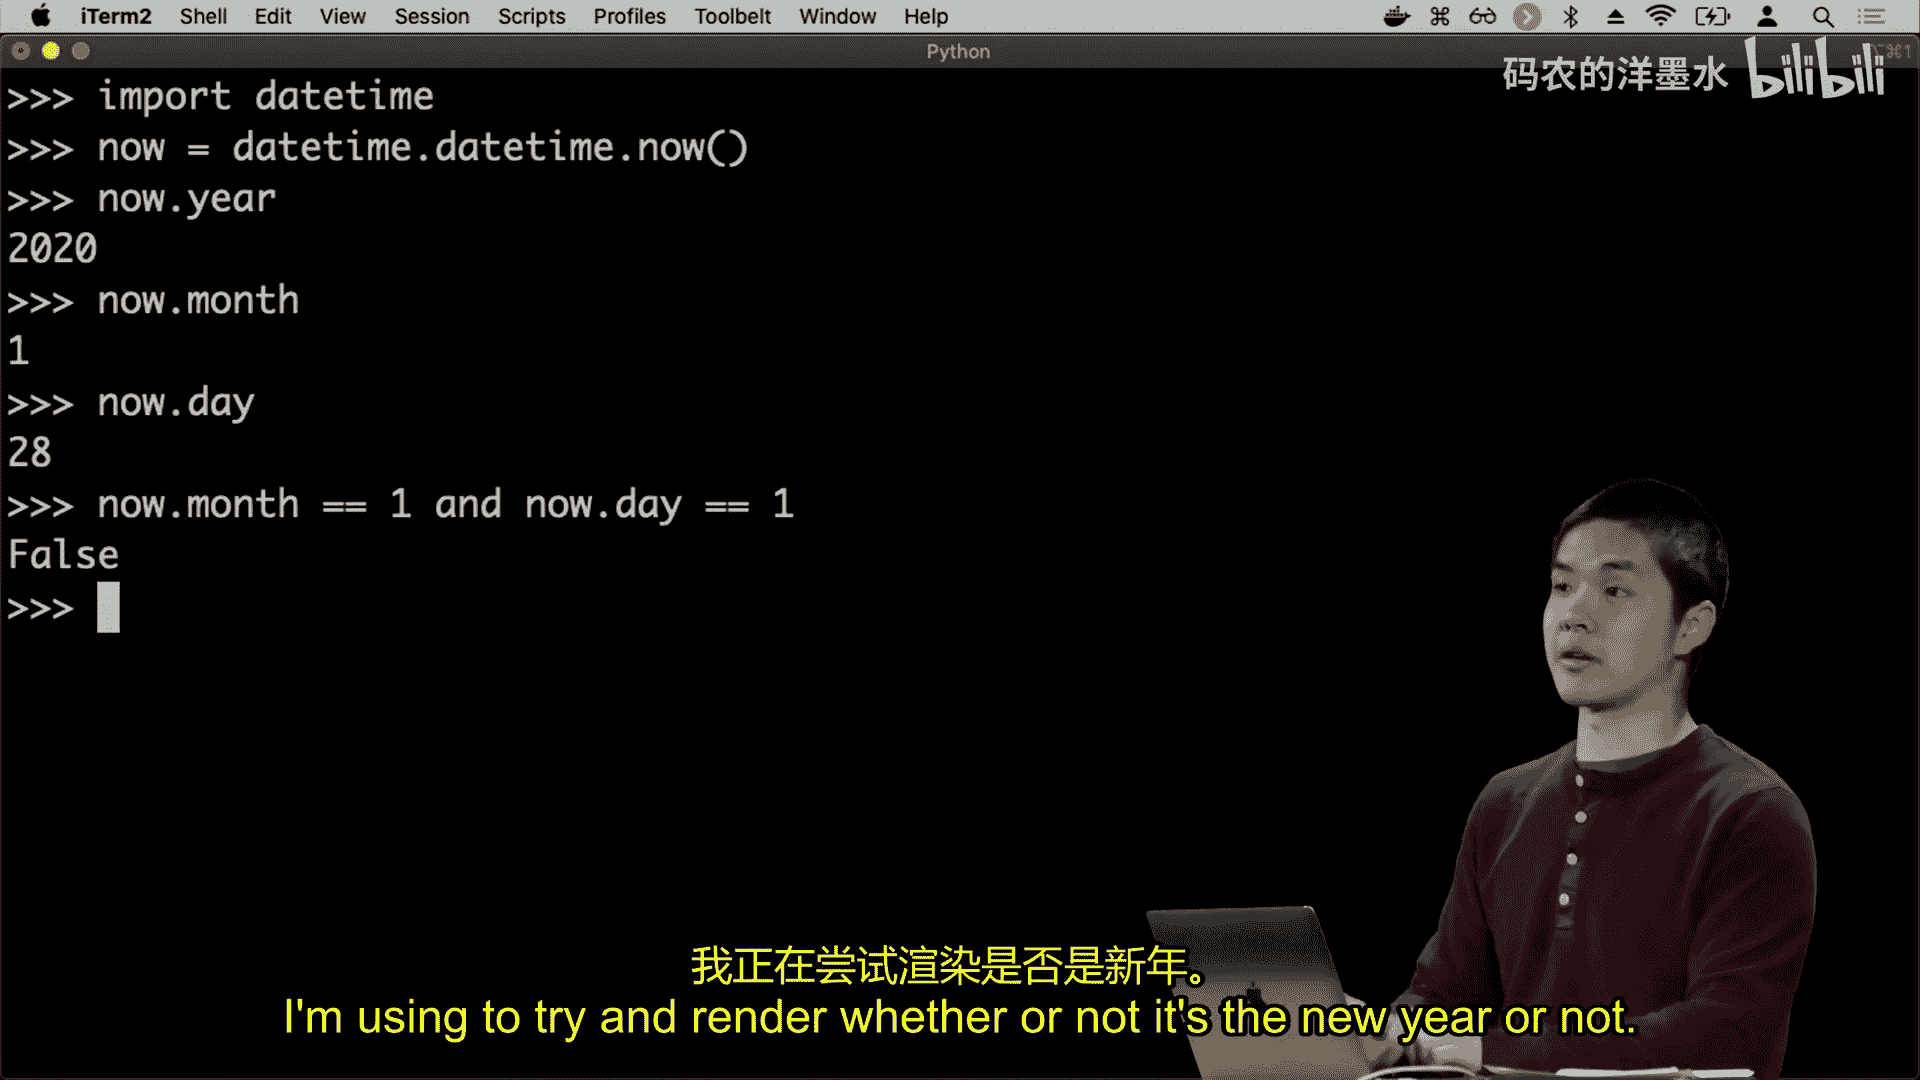 iTerm2 Shell Edit View Session Scripts Profiles Toolbelt Window Help
Python
⌘1
码农的洋墨水 bilibili
>>> import datetime
>>> now = datetime.datetime.now()
>>> now.year
2020
>>> now.month
1
>>> now.day
28
>>> now.month == 1 and now.day == 1
False
>>>
我正在尝试渲染是否是新年。
I'm using to try and render whether or not it's the new year or not.